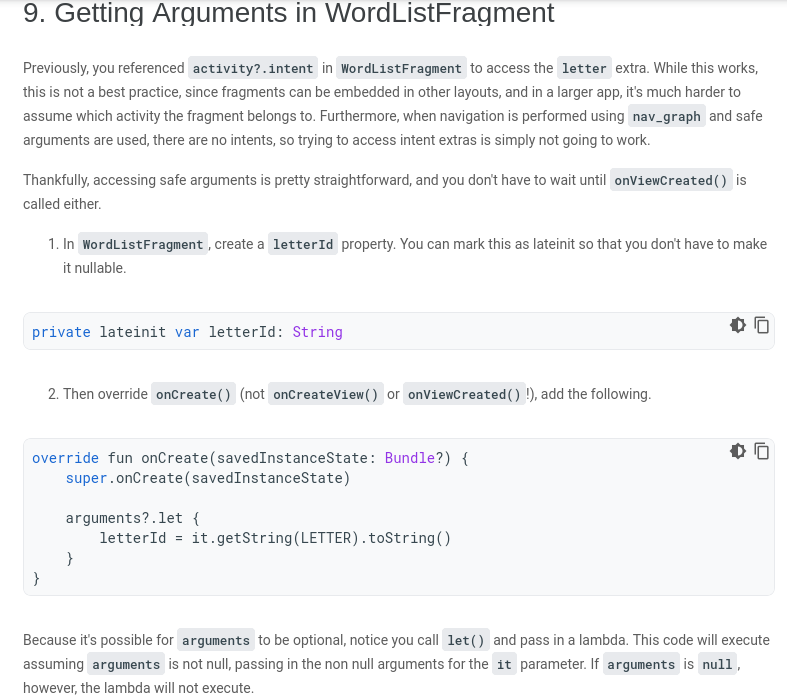 9. Getting Arguments in WordListFragment
Previously, you referenced activity?.intent in WordListFragment to access the letter extra. While this works,
this is not a best practice, since fragments can be embedded in other layouts, and in a larger app, it's much harder to
assume which activity the fragment belongs to. Furthermore, when navigation is performed using nav_graph and safe
arguments are used, there are no intents, so trying to access intent extras is simply not going to work.
Thankfully, accessing safe arguments is pretty straightforward, and you don't have to wait until onViewCreated() is
called either.
1. In WordListFragment, create a letterId property. You can mark this as lateinit so that you don't have to make
it nullable.
private lateinit var letterId: String
2. Then override onCreate() (not onCreateView() or onViewCreated()!), add the following.
override fun onCreate(savedInstanceState: Bundle?) {
    super.onCreate(savedInstanceState)
    arguments?.let {
        letterId = it.getString(LETTER).toString()
    }
}
Because it's possible for arguments to be optional, notice you call let() and pass in a lambda. This code will execute
assuming arguments is not null, passing in the non null arguments for the it parameter. If arguments is null,
however, the lambda will not execute.